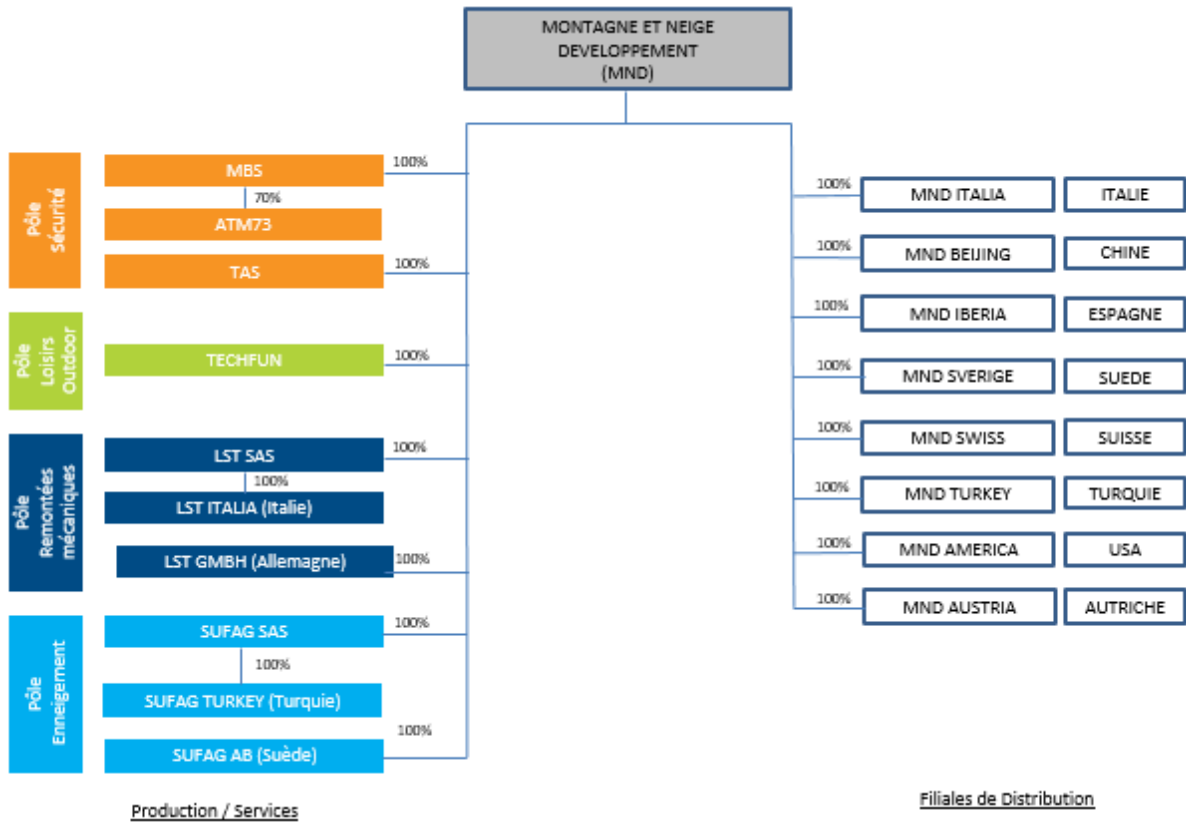 MONTAGNE ET NEIGE
DEVELOPPEMENT
(MND)
Pôle
Sécurité
MBS
100%
70%
ATM73
TAS
100%
Pôle
Loisirs
Outdoor
TECHFUN
100%
Pôle
Remontées
mécaniques
LST SAS
100%
100%
LST ITALIA (Italie)
LST GMBH (Allemagne)
100%
Pôle
Enneigement
SUFAG SAS
100%
100%
SUFAG TURKEY (Turquie)
100%
SUFAG AB (Suède)
Production / Services
100%
MND ITALIA
ITALIE
100%
MND BEIJING
CHINE
100%
MND IBERIA
ESPAGNE
100%
MND SVERIGE
SUEDE
100%
MND SWISS
SUISSE
100%
MND TURKEY
TURQUIE
100%
MND AMERICA
USA
100%
MND AUSTRIA
AUTRICHE
Filiales de Distribution